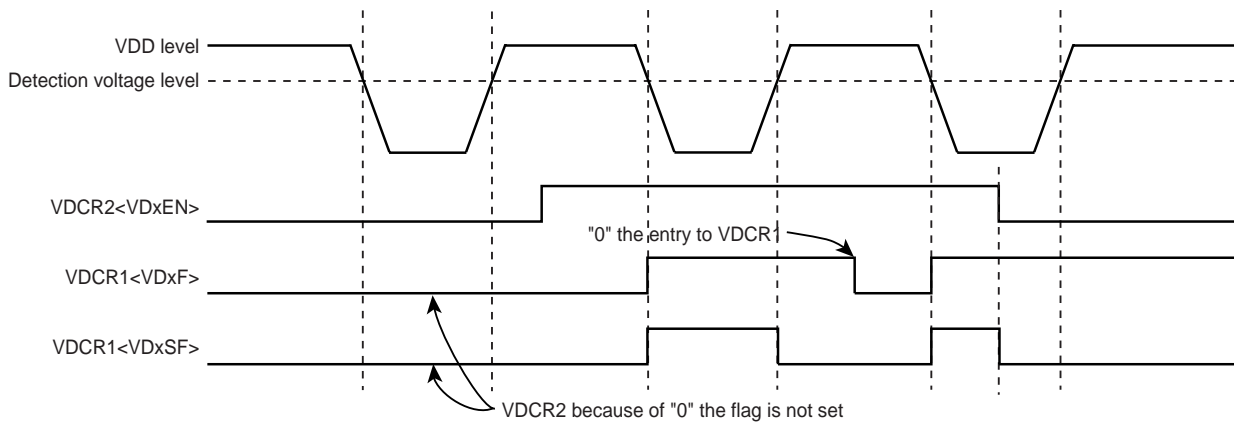 VDD level
Detection voltage level
VDCR2<VDxEN>
"0" the entry to VDCR1
VDCR1<VDxF>
VDCR1<VDxSF>
VDCR2 because of "0" the flag is not set